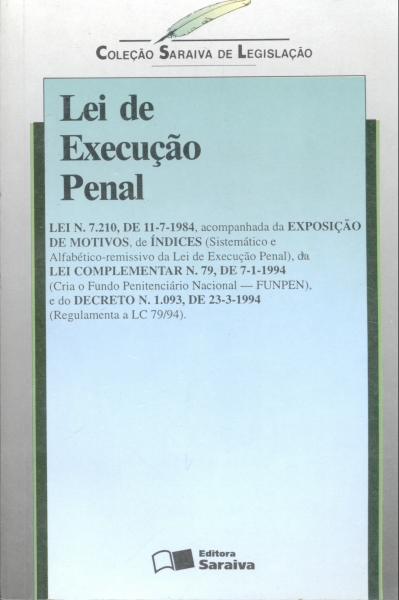 COLEÇÃO SARAIVA DE LEGISLAÇÃO
Lei de
Execução
Penal
LEI N. 7.210, DE 11-7-1984, acompanhada da EXPOSIÇÃO
DE MOTIVOS, de ÍNDICES (Sistemático e
Alfabético-remissivo da Lei de Execução Penal), da
LEI COMPLEMENTAR N. 79, DE 7-1-1994
(Cria o Fundo Penitenciário Nacional — FUNPEN),
e do DECRETO N. 1.093, DE 23-3-1994
(Regulamenta a LC 79/94).
Editora
Saraiva